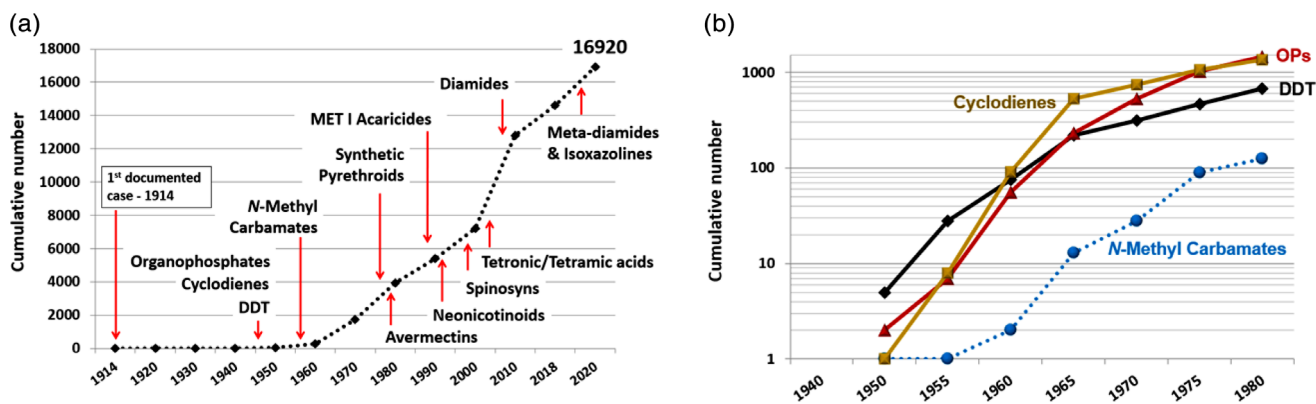 (a)
18000
16000
14000
12000
10000
8000
6000
4000
2000
0
Cumulative number
1914
1920
1930
1940
1950
1960
1970
1980
1990
2000
2010
2018
2020
1st documented
case - 1914
Organophosphates
Cyclodienes
DDT
N-Methyl
Carbamates
Synthetic
Pyrethroids
MET I Acaricides
Diamides
16920
Meta-diamides
& Isoxazolines
Tetronic/Tetramic acids
Spinosyns
Neonicotinoids
Avermectins
(b)
1000
100
10
1
Cumulative number
1940
1950
1955
1960
1965
1970
1975
1980
OPs
DDT
Cyclodienes
N-Methyl Carbamates